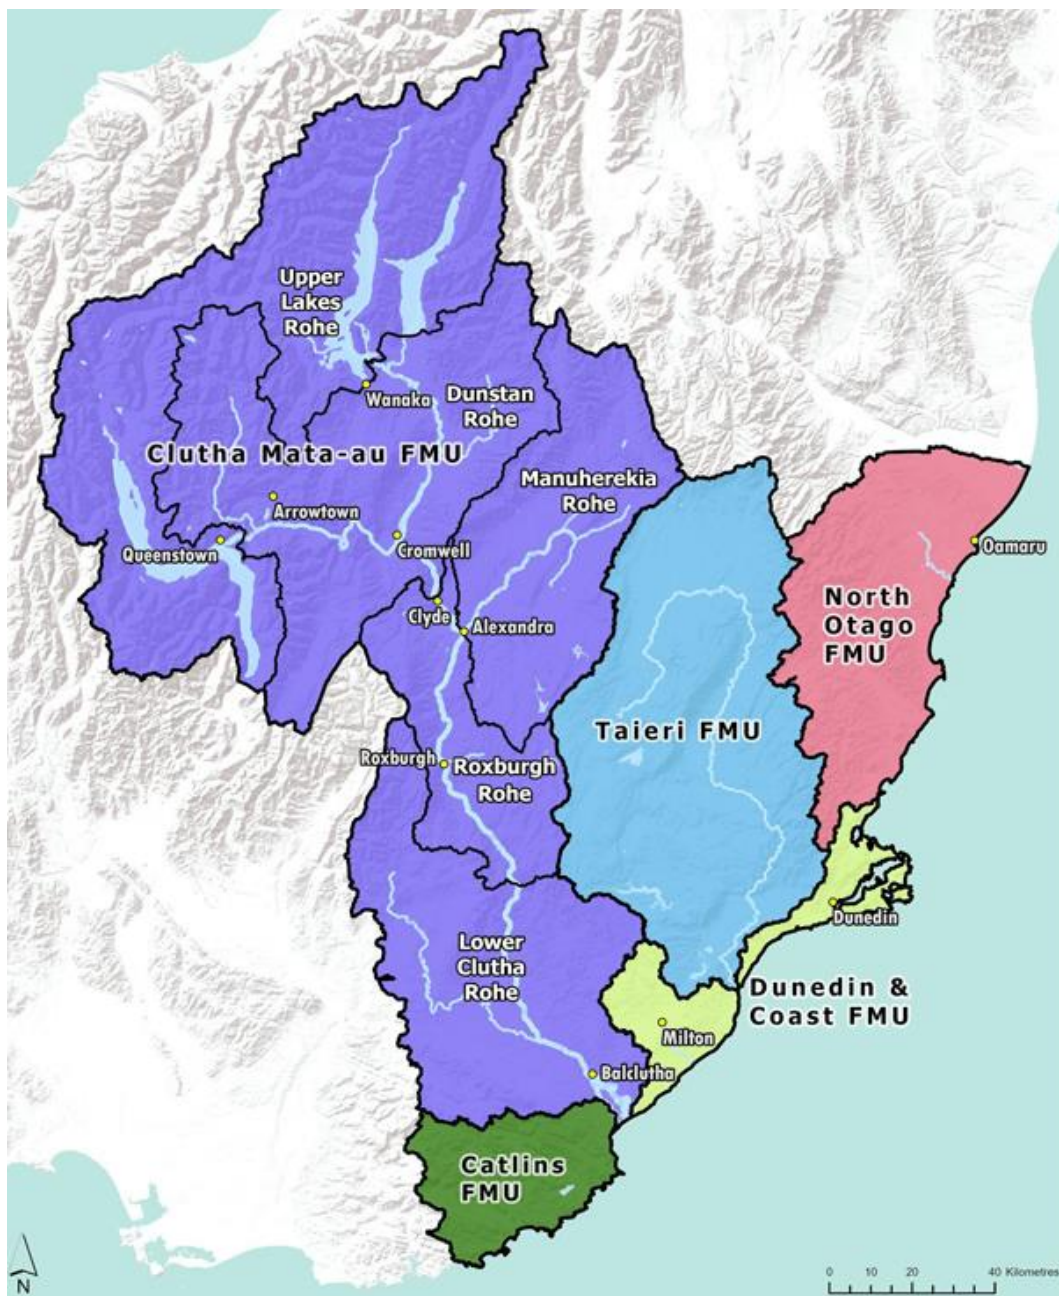 Upper
Lakes
Rohe
Wanaka
Dunstan
Rohe
Clutha Mata-au FMU
Manuherekia
Rohe
Arrowtown
Queenstown
Cromwell
Oamaru
Clyde
Alexandra
North
Otago
FMU
Taieri FMU
Roxburgh
Roxburgh
Rohe
Dunedin
Lower
Clutha
Rohe
Dunedin &
Coast FMU
Milton
Balclutha
Catlins
FMU
N
0 10 20 40 Kilometres